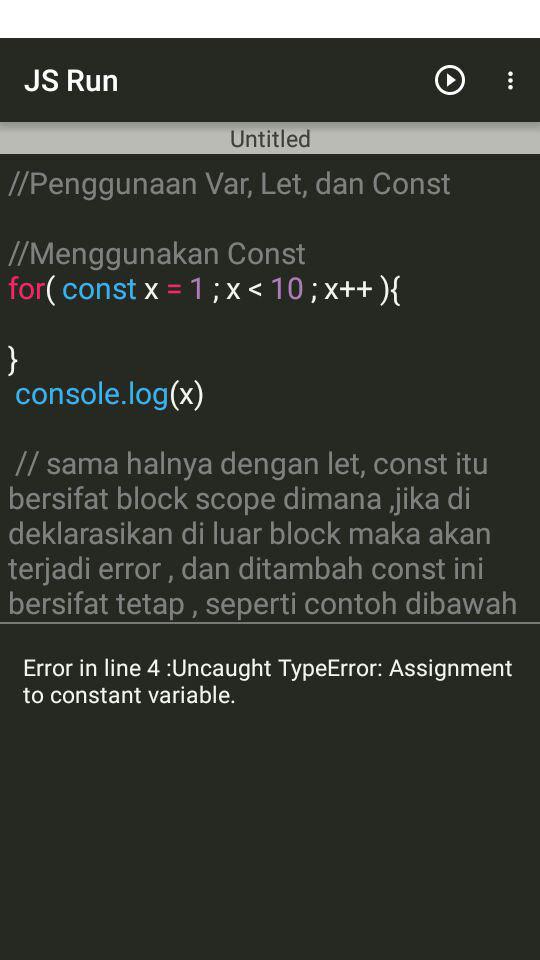 JS Run
Untitled
//Penggunaan Var, Let, dan Const
//Menggunakan Const
for( const x = 1 ; x < 10 ; x++ ){
}
console.log(x)
// sama halnya dengan let, const itu
bersifat block scope dimana ,jika di
deklarasikan di luar block maka akan
terjadi error , dan ditambah const ini
bersifat tetap , seperti contoh dibawah
Error in line 4 :Uncaught TypeError: Assignment
to constant variable.